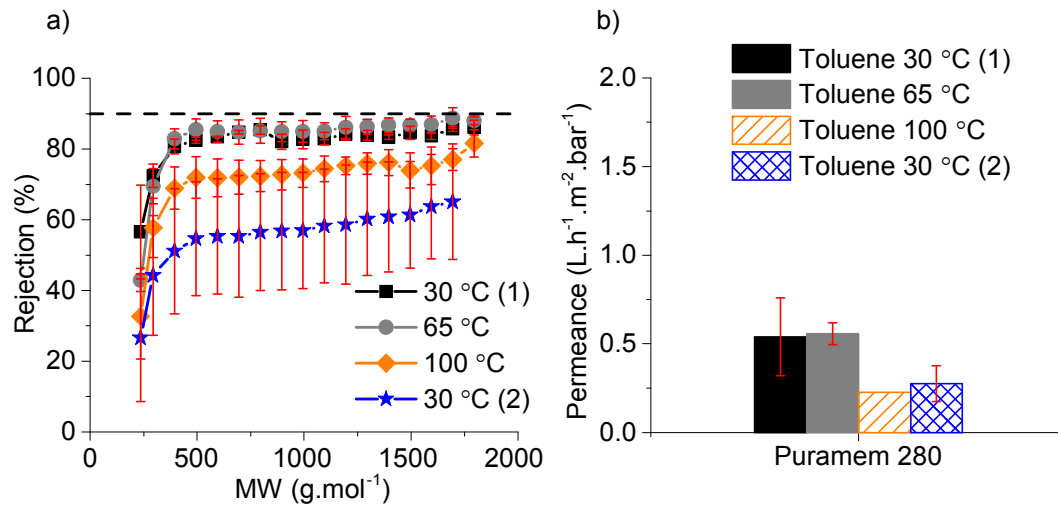 a)
100
80
60
40
20
0
Rejection (%)
0 500 1000 1500 2000
MW (g.mol⁻¹)
30 °C (1)
65 °C
100 °C
30 °C (2)
b)
Toluene 30 °C (1)
Toluene 65 °C
Toluene 100 °C
Toluene 30 °C (2)
2.0
1.5
1.0
0.5
0.0
Permeance (L.h⁻¹.m⁻².bar⁻¹)
Puramem 280